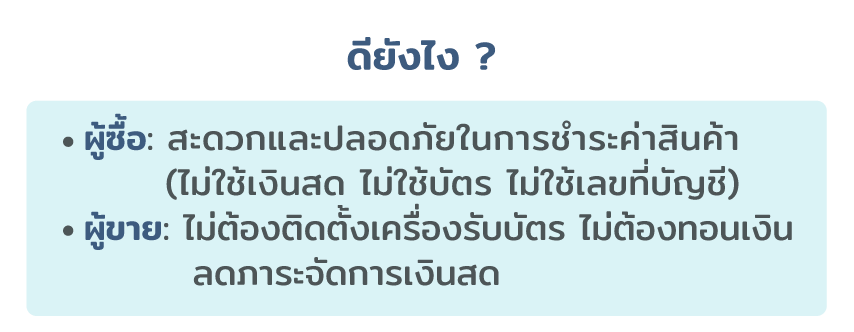 ดียังไง ?
• ผู้ซื้อ: สะดวกและปลอดภัยในการชำระค่าสินค้า
(ไม่ใช้เงินสด ไม่ใช้บัตร ไม่ใช้เลขที่บัญชี)
• ผู้ขาย: ไม่ต้องติดตั้งเครื่องรับบัตร ไม่ต้องทอนเงิน
ลดภาระจัดการเงินสด